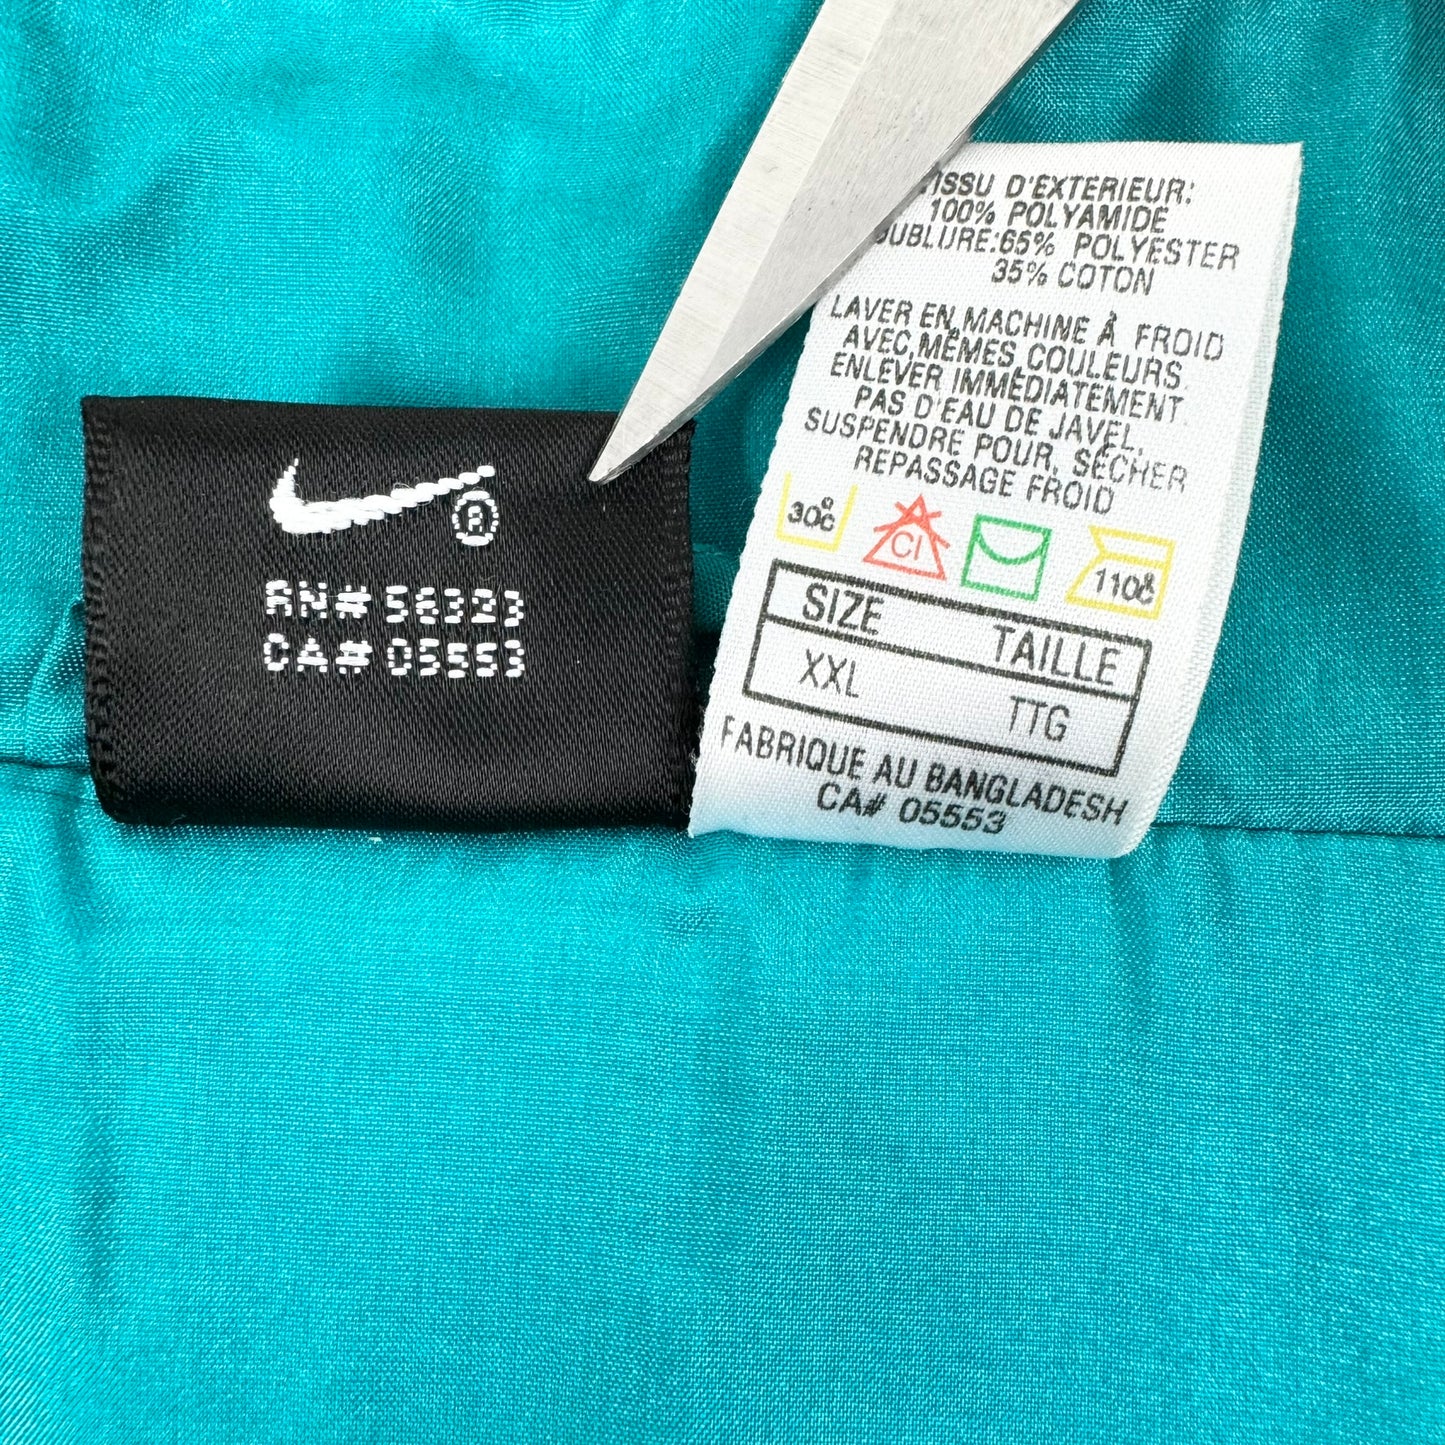 ®
RN# 56323
CA# 05553
D'EXTERIEUR:
100% POLYAMIDE
65% POLYESTER
35% COTON
LAVER EN MACHINE À FROID
AVEC MÊMES COULEURS.
ENLEVER IMMÉDIATEMENT.
PAS D'EAU DE JAVEL,
SUSPENDRE POUR, SÉCHER
REPASSAGE FROID
30°C Cl 110°C
SIZE TAILLE
XXL TTG
FABRIQUE AU BANGLADESH
CA# 05553